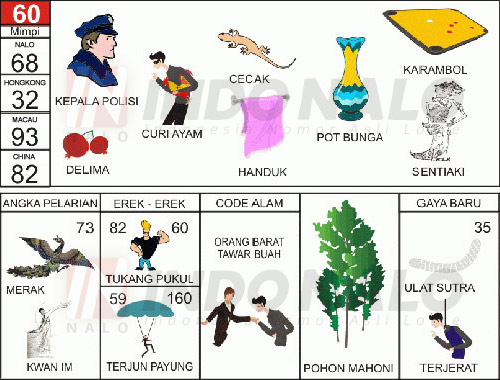 60
Mimpi
NALO
68
HONGKONG
32
MACAU
93
CHINA
82
KEPALA POLISI
CURI AYAM
CECAK
KARAMBOL
DELIMA
HANDUK
POT BUNGA
SENTIAKI
INDONALO
NALO
ANGKA PELARIAN
73
MERAK
KWAN IM
EREK - EREK
82 60
TUKANG PUKUL
59 160
TERJUN PAYUNG
CODE ALAM
ORANG BARAT
TAWAR BUAH
POHON MAHONI
GAYA BARU
35
ULAT SUTRA
TERJERAT
NALO